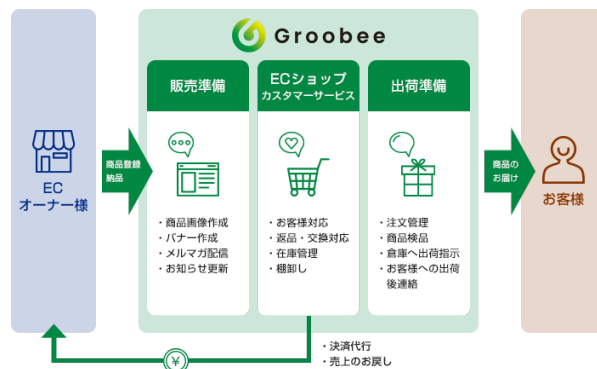 Groobee
販売準備
ECショップ
カスタマーサービス
出荷準備
EC
オーナー様
商品登録
納品
・商品画像作成
・バナー作成
・メルマガ配信
・お知らせ更新
・お客様対応
・返品・交換対応
・在庫管理
・棚卸し
・注文管理
・商品検品
・倉庫へ出荷指示
・お客様への出荷
後連絡
商品の
お届け
お客様
¥
・決済代行
・売上のお戻し